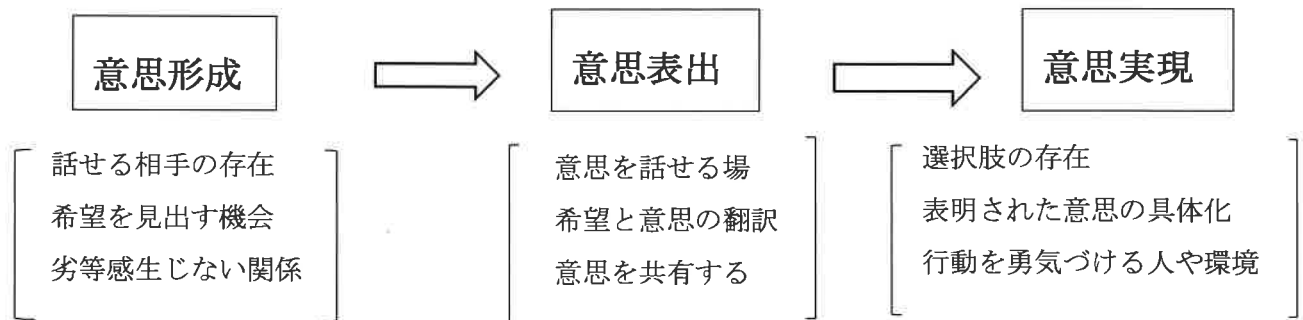 意思形成
意思表出
意思実現
話せる相手の存在
希望を見出す機会
劣等感生じない関係
意思を話せる場
希望と意思の翻訳
意思を共有する
選択肢の存在
表明された意思の具体化
行動を勇気づける人や環境